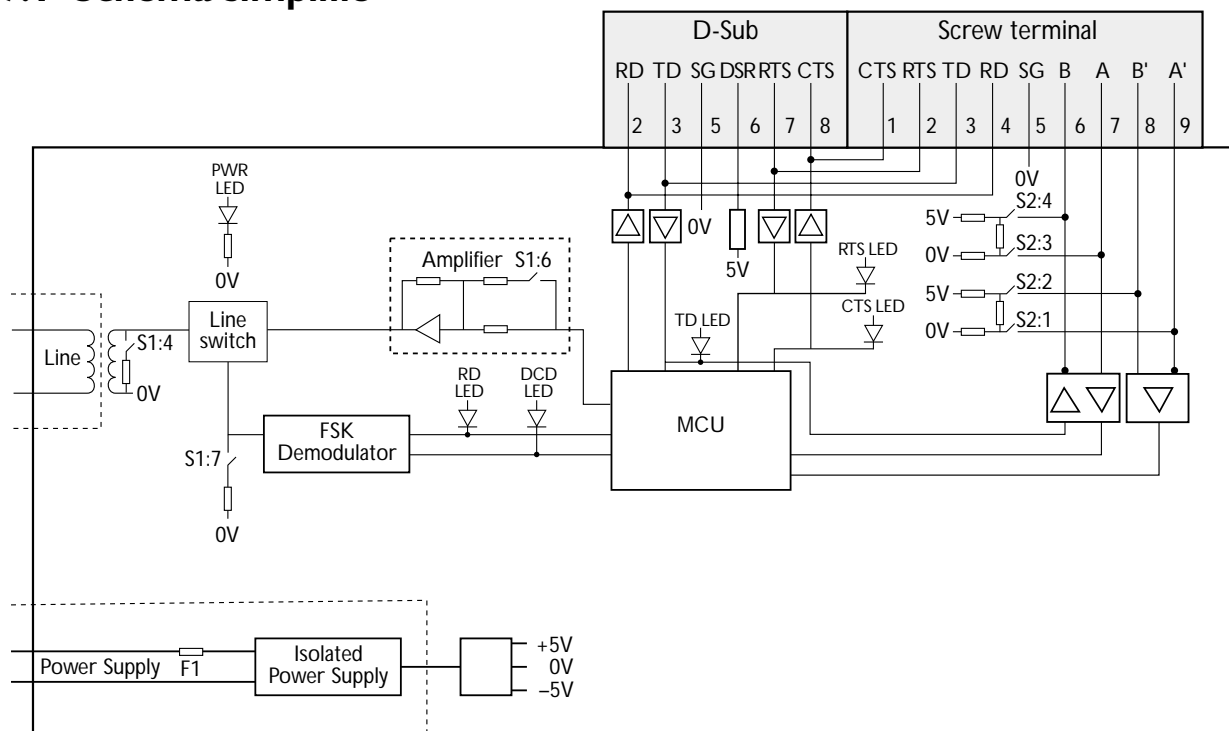 Schéma simplifié
D-Sub
Screw terminal
RD TD SG DSR RTS CTS
CTS RTS TD RD SG B A B' A'
2 3 5 6 7 8
1 2 3 4 5 6 7 8 9
PWR
LED
0V
Amplifier S1:6
0V
5V
RTS LED
CTS LED
TD LED
0V
5V S2:4
0V S2:3
5V S2:2
0V S2:1
Line
S1:4
0V
Line
switch
RD
LED
DCD
LED
FSK
Demodulator
MCU
S1:7
0V
Power Supply F1
Isolated
Power Supply
+5V
0V
–5V